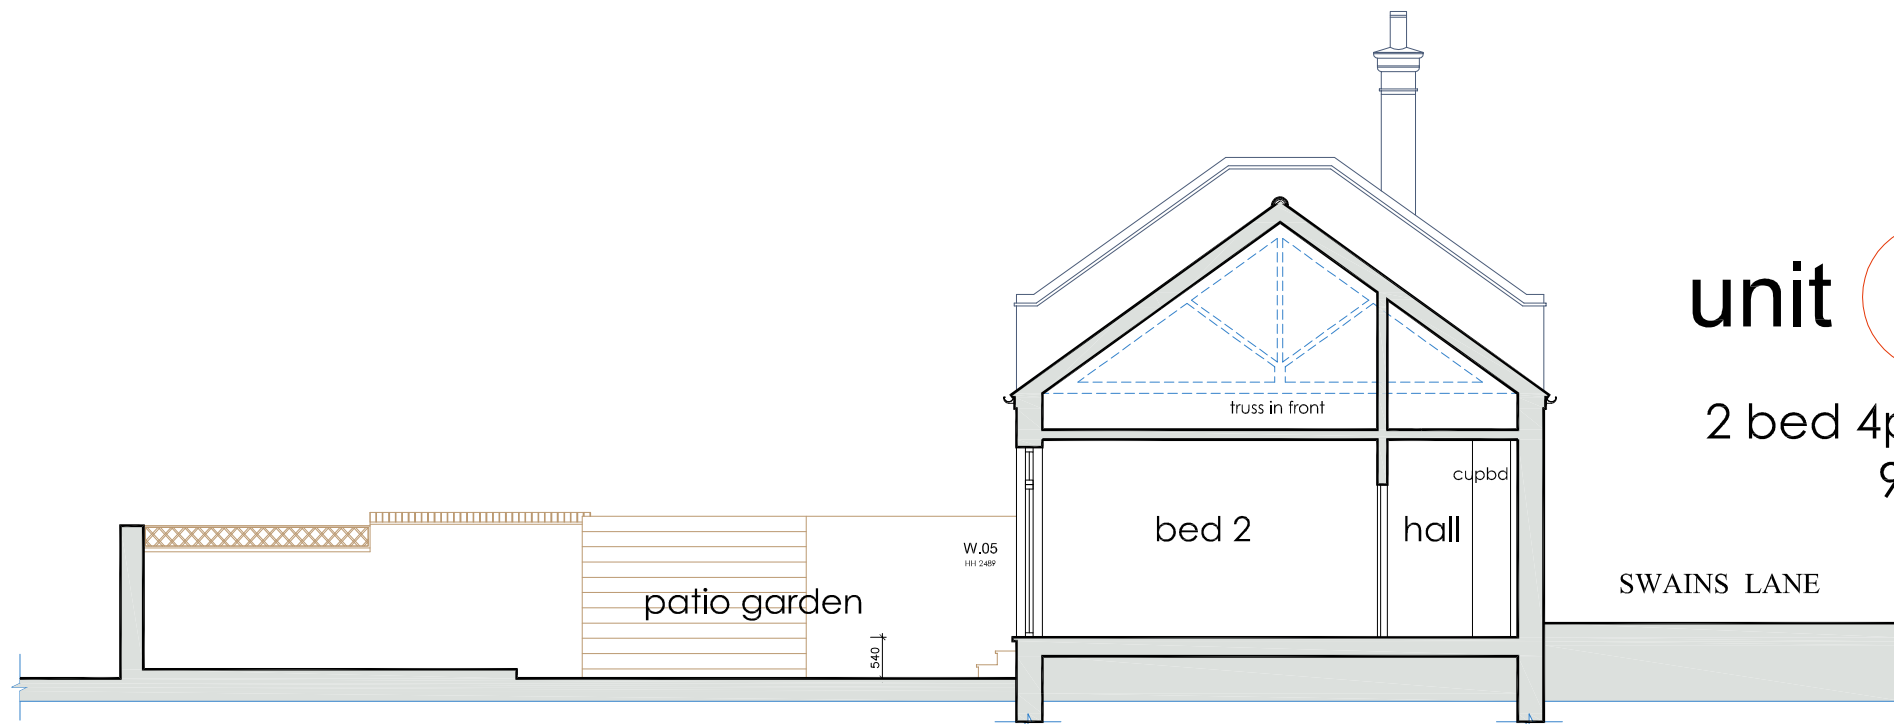 unit
truss in front
2 bed 4p
cupbd
bed 2
hall
W.05
HH 2489
SWAINS LANE
patio garden
540